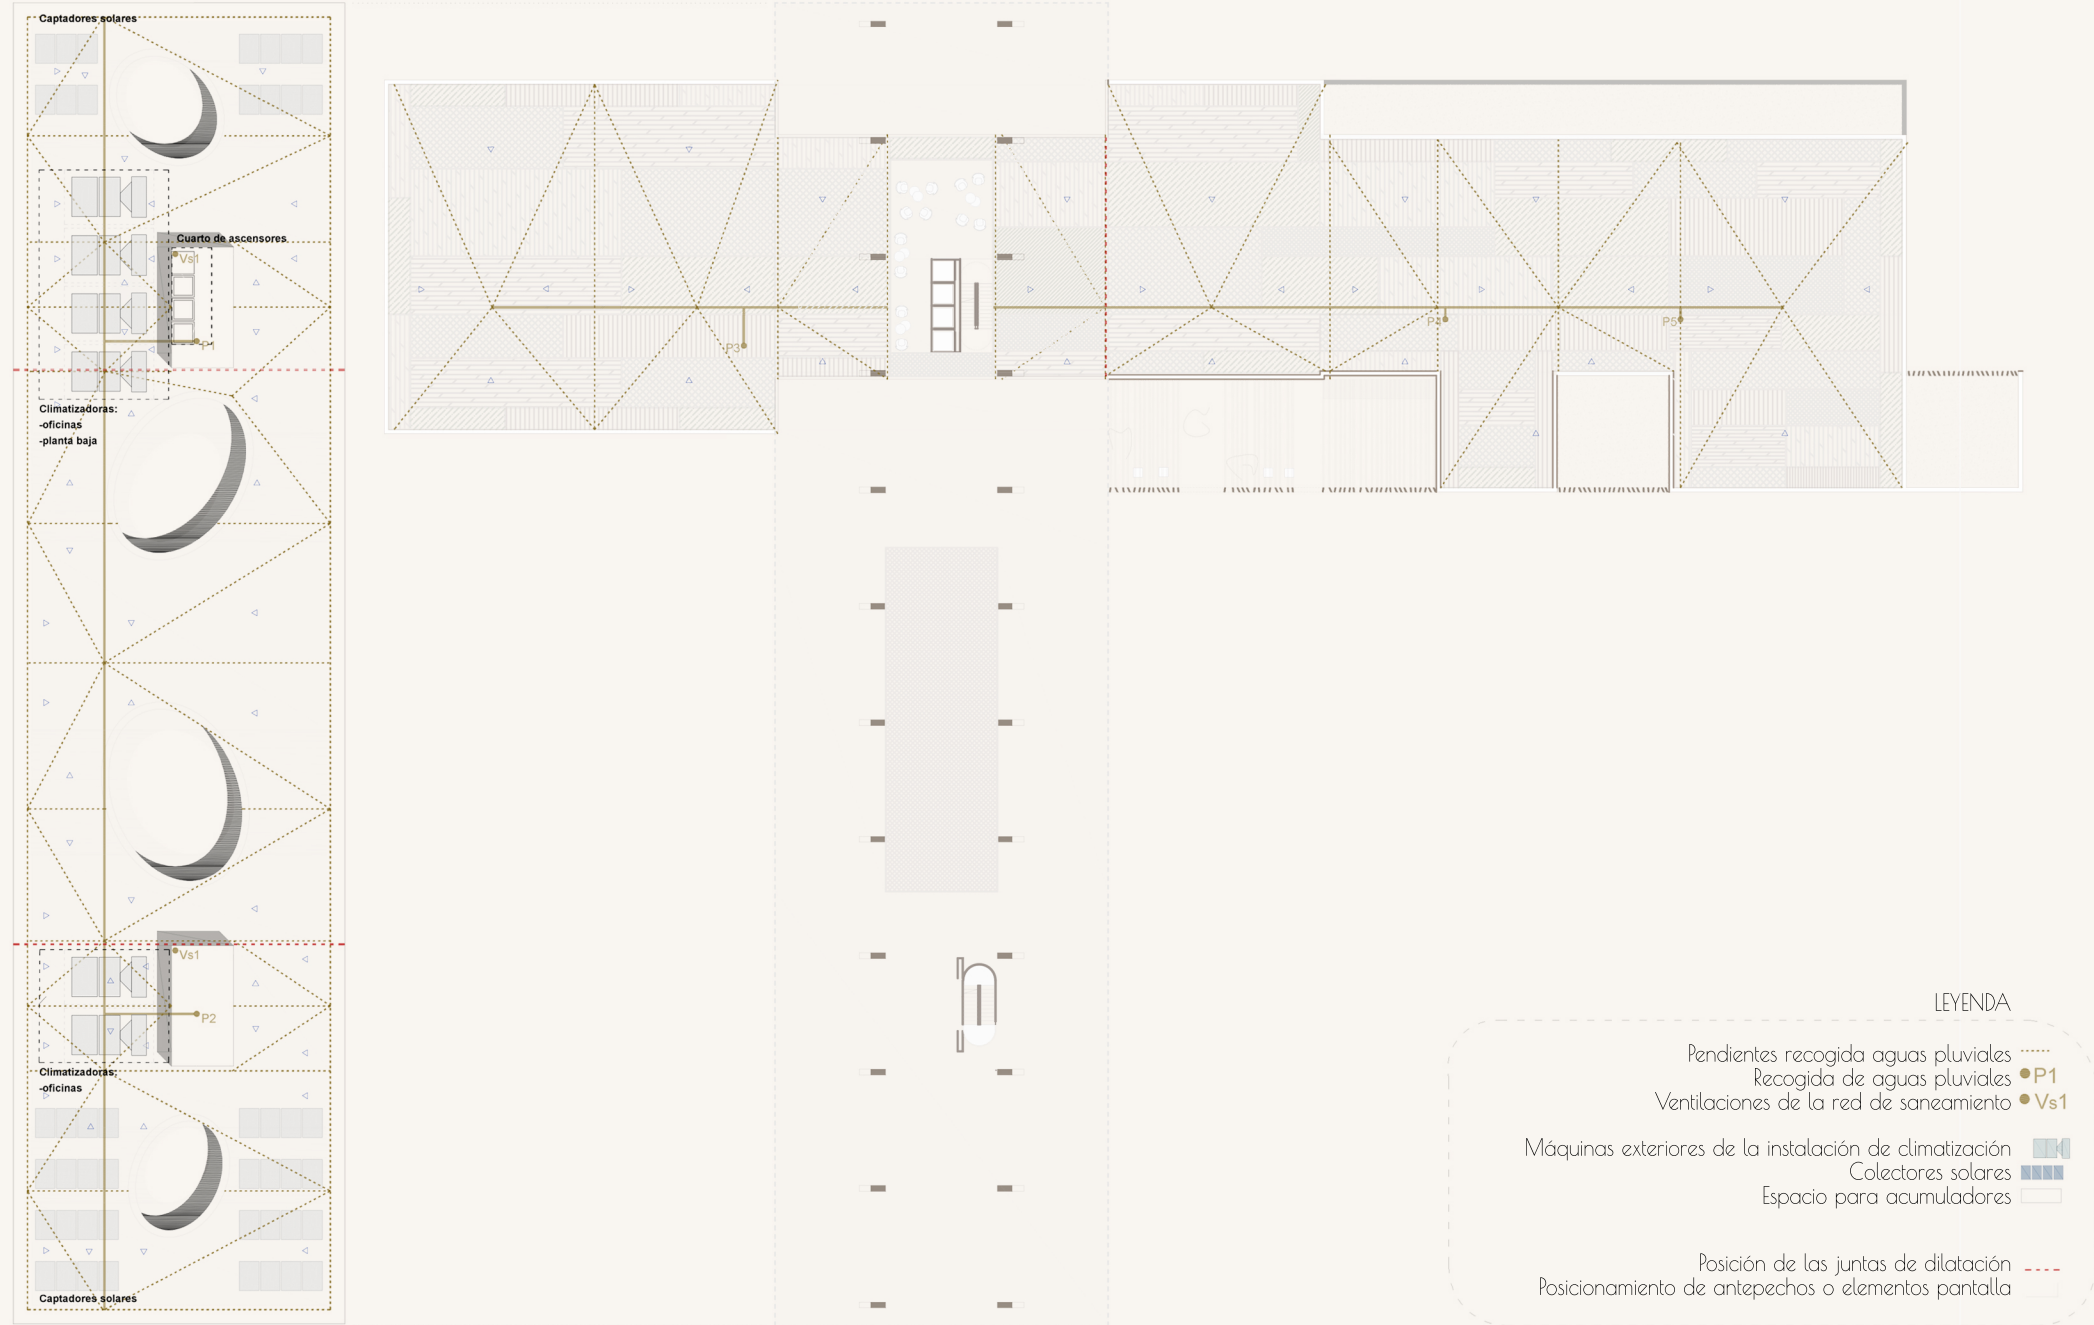 Captadores solares
Cuarto de ascensores
Vs1
P1
Climatizadoras:
-oficinas
-planta baja
P3
P4
P5
Vs1
P2
Climatizadoras:
-oficinas
Captadores solares
LEYENDA
Pendientes recogida aguas pluviales
Recogida de aguas pluviales P1
Ventilaciones de la red de saneamiento Vs1
Máquinas exteriores de la instalación de climatización
Colectores solares
Espacio para acumuladores
Posición de las juntas de dilatación
Posicionamiento de antepechos o elementos pantalla